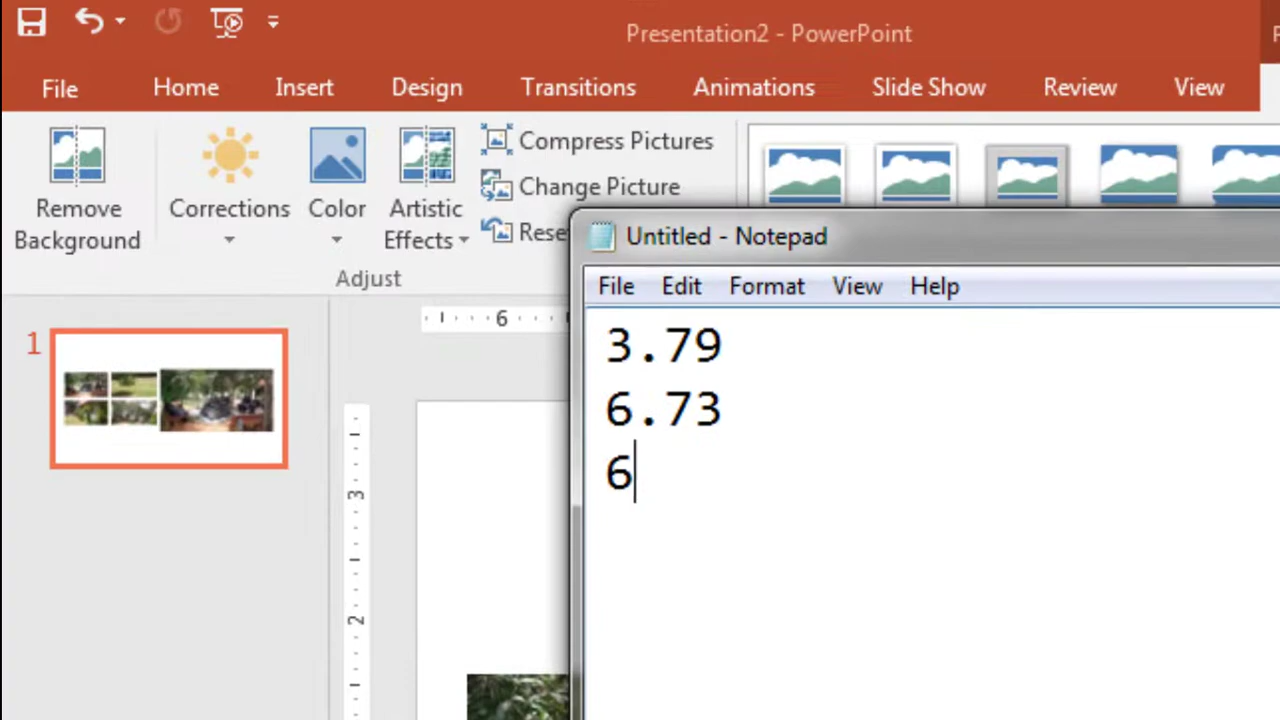 Presentation2 - PowerPoint
File Home Insert Design Transitions Animations Slide Show Review View
Remove Background
Corrections
Color
Artistic Effects
Compress Pictures
Change Picture
Adjust
1
6
3
2
Untitled - Notepad
File Edit Format View Help
3.79
6.73
6